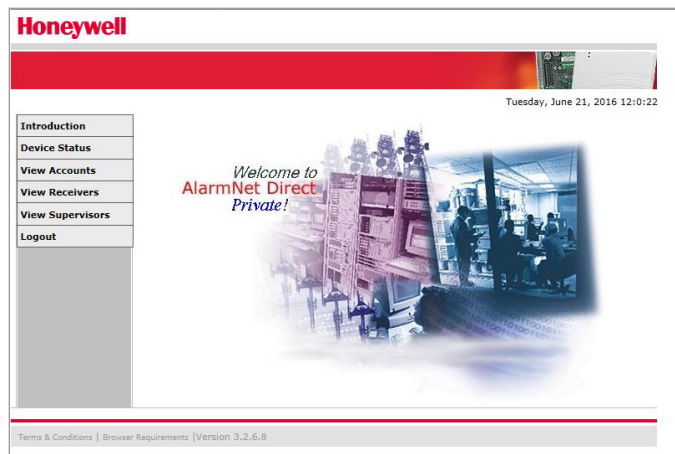 Honeywell
Tuesday, June 21, 2016 12:0:22
Introduction
Device Status
View Accounts
View Receivers
View Supervisors
Logout
Welcome to
AlarmNet Direct
Private!
Terms & Conditions | Browser Requirements |Version 3.2.6.8